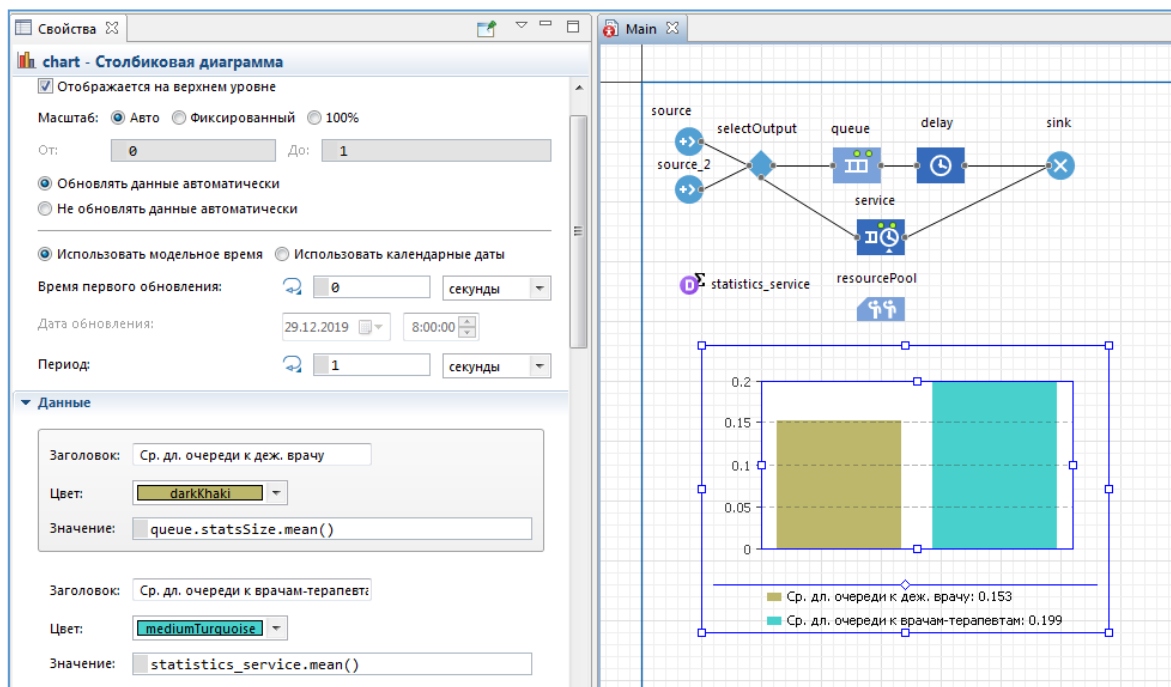 Свойства
chart - Столбиковая диаграмма
Отображается на верхнем уровне
Масштаб: Авто Фиксированный 100%
От: 0 До: 1
Обновлять данные автоматически
Не обновлять данные автоматически
Использовать модельное время Использовать календарные даты
Время первого обновления: 0 секунды
Дата обновления: 29.12.2019 8:00:00
Период: 1 секунды
Данные
Заголовок: Ср. дл. очереди к деж. врачу
Цвет: darkKhaki
Значение: queue.statsSize.mean()
Заголовок: Ср. дл. очереди к врачам-терапевта
Цвет: mediumTurquoise
Значение: statistics_service.mean()
Main
source
selectOutput
queue
delay
sink
source_2
service
statistics_service
resourcePool
0.2
0.15
0.1
0.05
0
Ср. дл. очереди к деж. врачу: 0.153
Ср. дл. очереди к врачам-терапевтам: 0.199